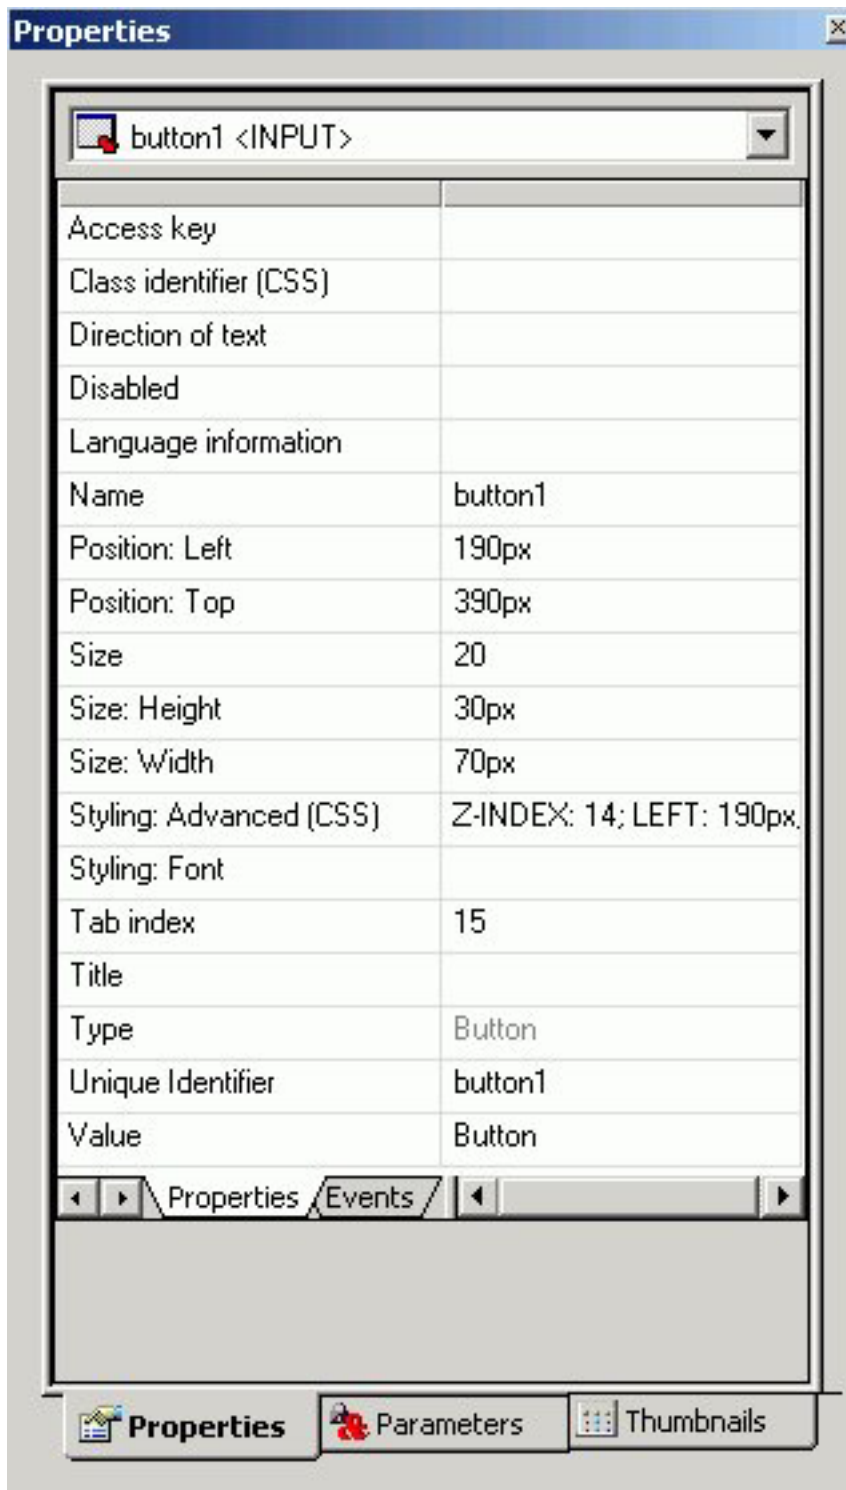 Properties
button1 <INPUT>
Access key
Class identifier (CSS)
Direction of text
Disabled
Language information
Name button1
Position: Left 190px
Position: Top 390px
Size 20
Size: Height 30px
Size: Width 70px
Styling: Advanced (CSS) Z-INDEX: 14; LEFT: 190px;
Styling: Font
Tab index 15
Title
Type Button
Unique Identifier button1
Value Button
Properties Events
Properties Parameters Thumbnails